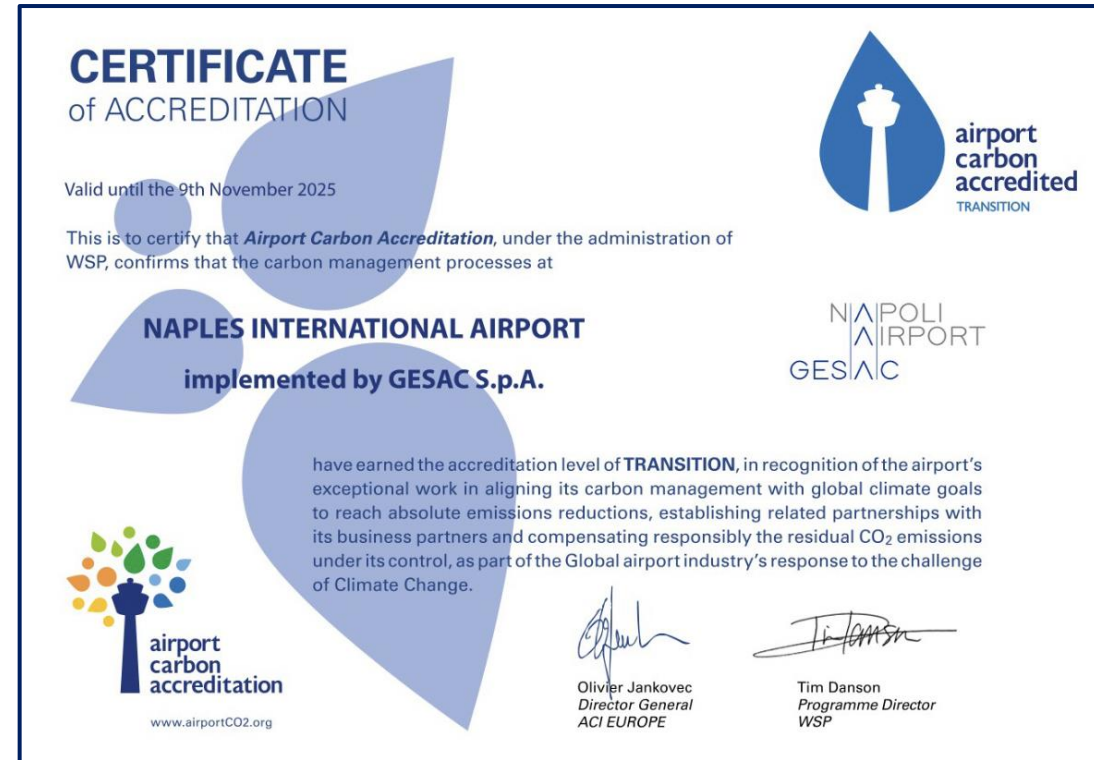 CERTIFICATE
of ACCREDITATION
airport
carbon
accredited
TRANSITION
Valid until the 9th November 2025
This is to certify that Airport Carbon Accreditation, under the administration of
WSP, confirms that the carbon management processes at
NAPLES INTERNATIONAL AIRPORT
implemented by GESAC S.p.A.
NAPOLI
AIRPORT
GESAC
have earned the accreditation level of TRANSITION, in recognition of the airport's
exceptional work in aligning its carbon management with global climate goals
to reach absolute emissions reductions, establishing related partnerships with
its business partners and compensating responsibly the residual CO₂ emissions
under its control, as part of the Global airport industry's response to the challenge
of Climate Change.
airport
carbon
accreditation
www.airportCO2.org
Olivier Jankovec
Director General
ACI EUROPE
Tim Danson
Programme Director
WSP